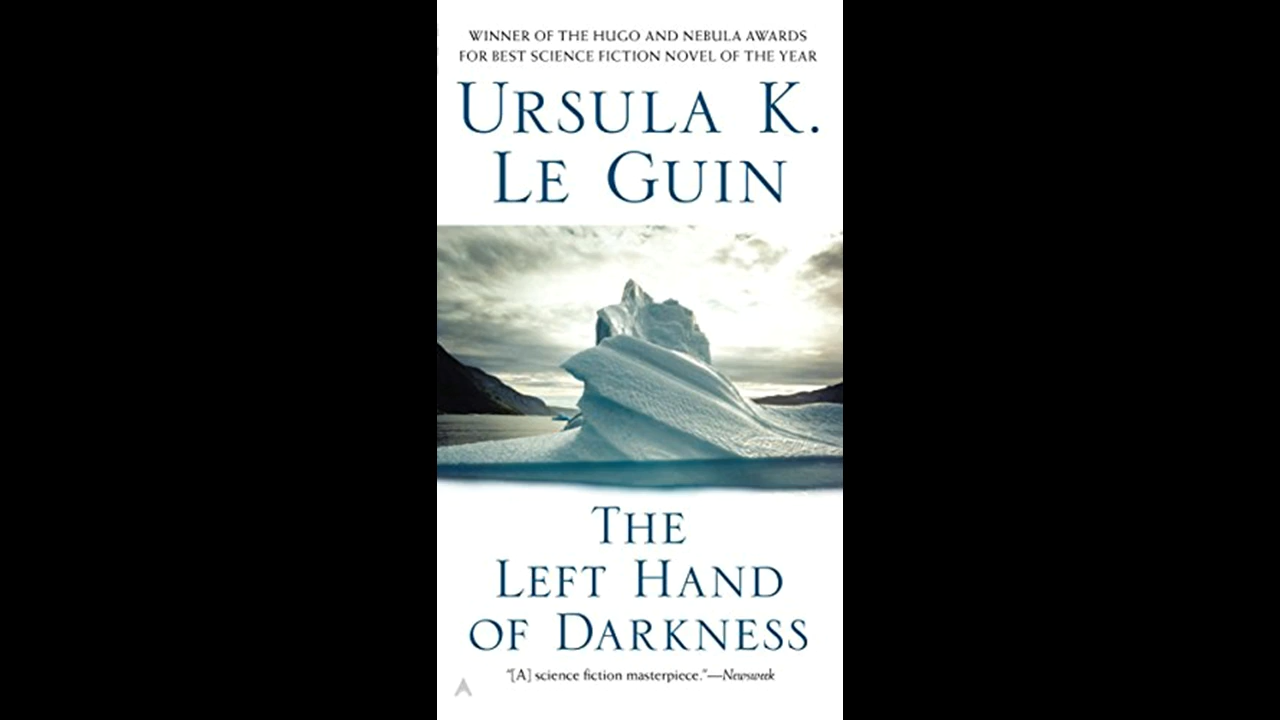 WINNER OF THE HUGO AND NEBULA AWARDS
FOR BEST SCIENCE FICTION NOVEL OF THE YEAR
URSULA K.
LE GUIN
THE
LEFT HAND
OF DARKNESS
"[A] science fiction masterpiece."—Newsweek